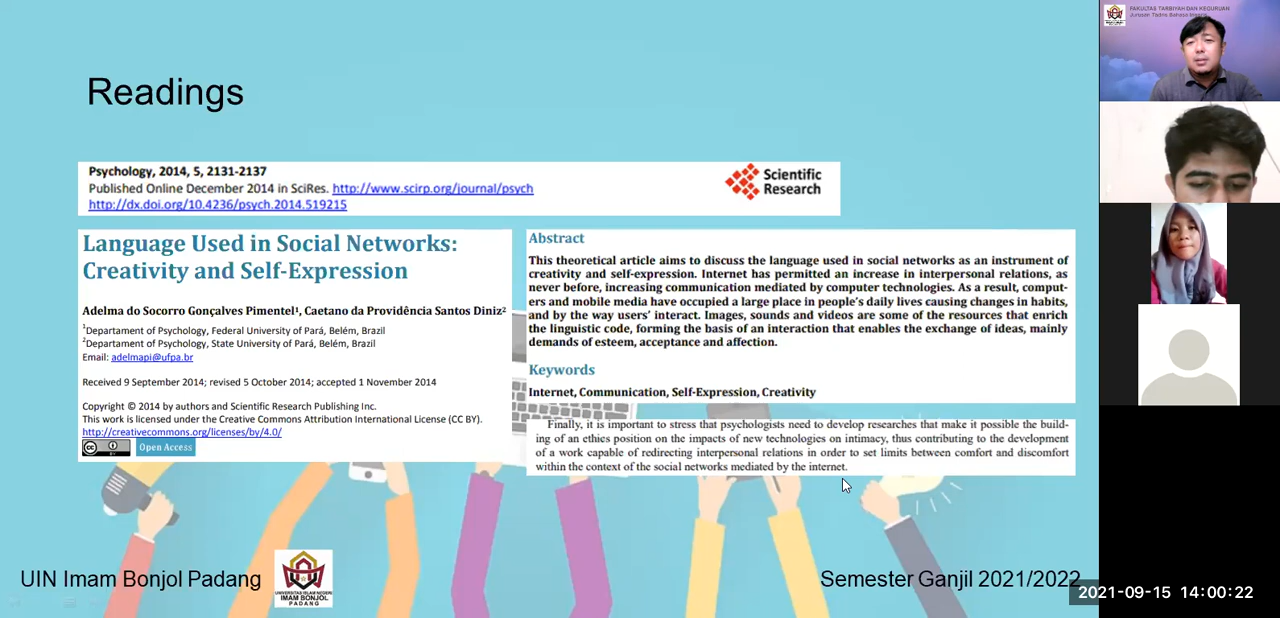 Readings
Psychology, 2014, 5, 2131-2137
Published Online December 2014 in SciRes. http://www.scirp.org/journal/psych
http://dx.doi.org/10.4236/psych.2014.519215
Scientific
Research
Language Used in Social Networks:
Creativity and Self-Expression
Adelma do Socorro Gonçalves Pimentel¹, Caetano da Providência Santos Diniz²
¹Departament of Psychology, Federal University of Pará, Belém, Brazil
²Departament of Psychology, State University of Pará, Belém, Brazil
Email: adelmapi@ufpa.br
Received 9 September 2014; revised 5 October 2014; accepted 1 November 2014
Copyright © 2014 by authors and Scientific Research Publishing Inc.
This work is licensed under the Creative Commons Attribution International License (CC BY).
http://creativecommons.org/licenses/by/4.0/
Open Access
Abstract
This theoretical article aims to discuss the language used in social networks as an instrument of
creativity and self-expression. Internet has permitted an increase in interpersonal relations, as
never before, increasing communication mediated by computer technologies. As a result, comput-
ers and mobile media have occupied a large place in people's daily lives causing changes in habits,
and by the way users' interact. Images, sounds and videos are some of the resources that enrich
the linguistic code, forming the basis of an interaction that enables the exchange of ideas, mainly
demands of esteem, acceptance and affection.
Keywords
Internet, Communication, Self-Expression, Creativity
Finally, it is important to stress that psychologists need to develop researches that make it possible the build-
ing of an ethics position on the impacts of new technologies on intimacy, thus contributing to the development
of a work capable of redirecting interpersonal relations in order to set limits between comfort and discomfort
within the context of the social networks mediated by the internet.
UIN Imam Bonjol Padang
UNIVERSITAS ISLAM NEGERI
IMAM BONJOL
PADANG
Semester Ganjil 2021/2022
FAKULTAS TARBIYAH DAN KEGURUAN
Jurusan Tadris Bahasa Inggris
2021-09-15 14:00:22